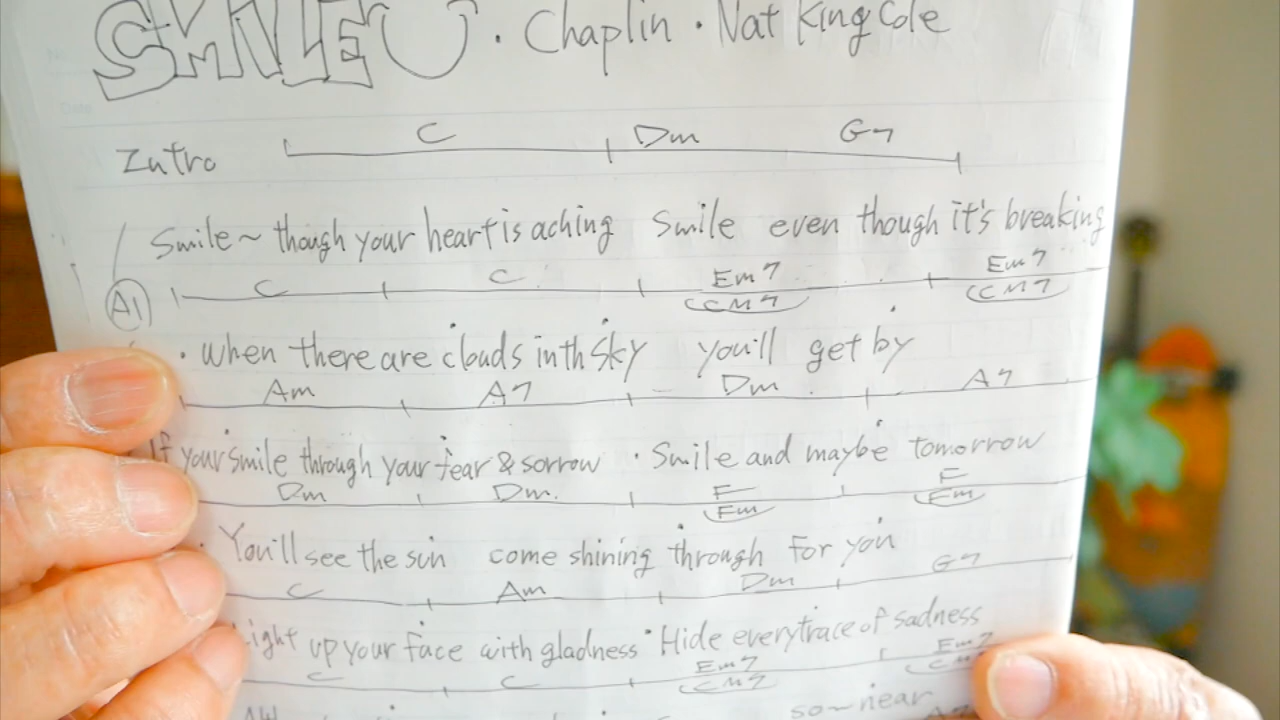 SMILE · Chaplin · Nat King Cole
Intro C Dm G7
Smile ~ though your heart is aching Smile even though it's breaking
A1 C C Em7 CM7 Em7 CM7
· when there are clouds in th sky you'll get by
Am A7 Dm A7
If your smile through your fear & sorrow · Smile and maybe tomorrow
Dm Dm. F Fm F Fm
· You'll see the sun come shining through for you
C Am Dm G7
Light up your face with gladness · Hide everytrace of sadness
C C Em7 CM7 Em7 CM7
so~near